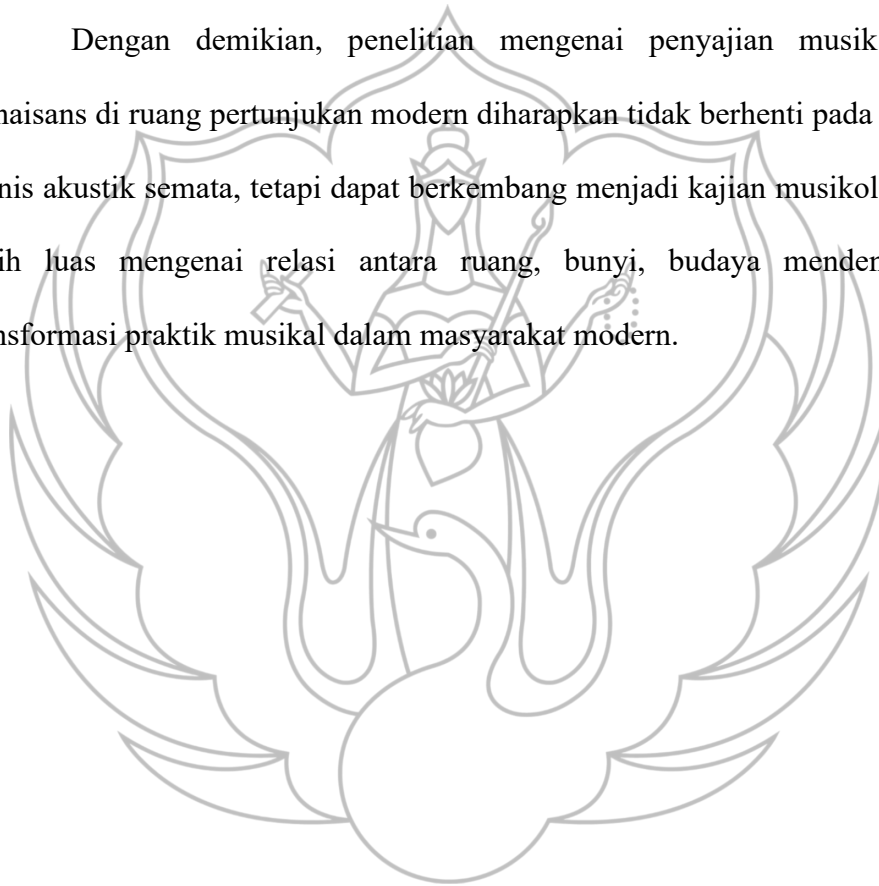 Dengan demikian, penelitian mengenai penyajian musik
naisans di ruang pertunjukan modern diharapkan tidak berhenti pada
nis akustik semata, tetapi dapat berkembang menjadi kajian musikol
ih luas mengenai relasi antara ruang, bunyi, budaya menden
nsformasi praktik musikal dalam masyarakat modern.